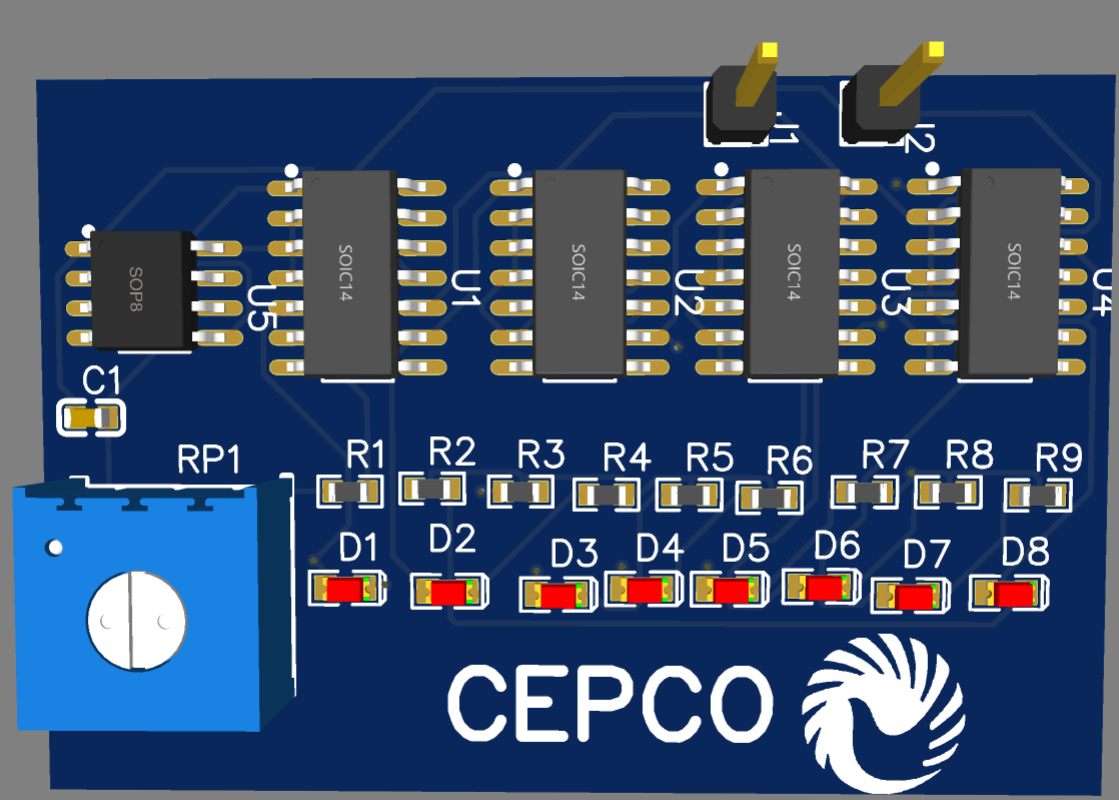 J1 J2
SOP8 U5 SOIC14 U1 SOIC14 U2 SOIC14 U3 SOIC14 U4
C1
RP1 R1 R2 R3 R4 R5 R6 R7 R8 R9
D1 D2 D3 D4 D5 D6 D7 D8
CEPCO